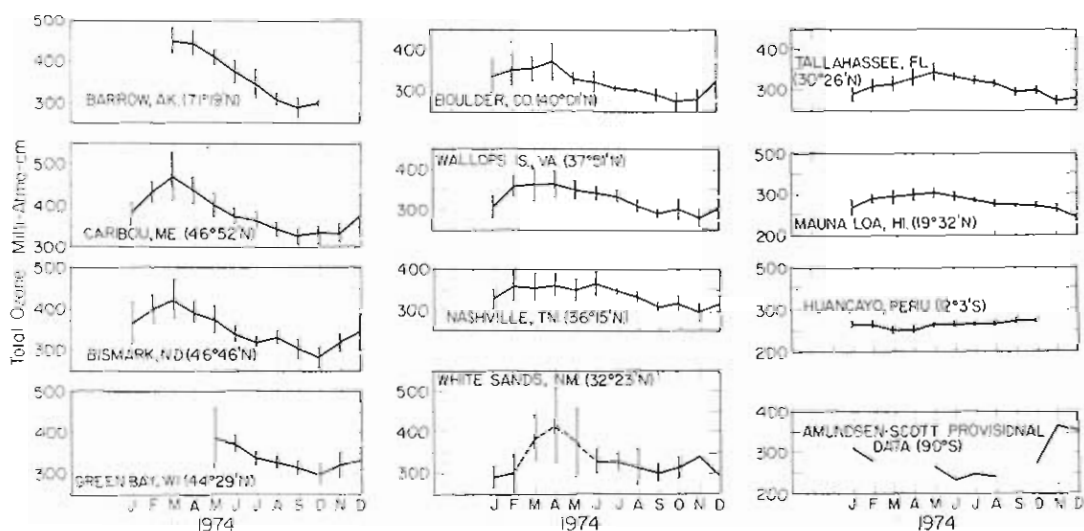 Total Ozone Milli-Atmo-cm
500
400
300
BARROW, AK. (71°19'N)
500
400
300
CARIBOU, ME. (46°52'N)
500
400
300
BISMARK, ND. (46°46'N)
500
400
300
GREEN BAY, WI. (44°29'N)
J F M A M J J A S O N D
1974
400
300
BOULDER, CO. (40°01'N)
400
300
WALLOPS IS., VA. (37°51'N)
400
300
NASHVILLE, TN. (36°15'N)
WHITE SANDS, NM. (32°23'N)
500
400
300
J F M A M J J A S O N D
1974
400
300
TALLAHASSEE, FL.
(30°26'N)
500
300
200
MAUNA LOA, HI. (19°32'N)
500
300
200
HUANCAYO, PERU (12°3'S)
400
300
200
AMUNDSEN-SCOTT PROVISIONAL
DATA (90°S)
J F M A M J J A S O N D
1974